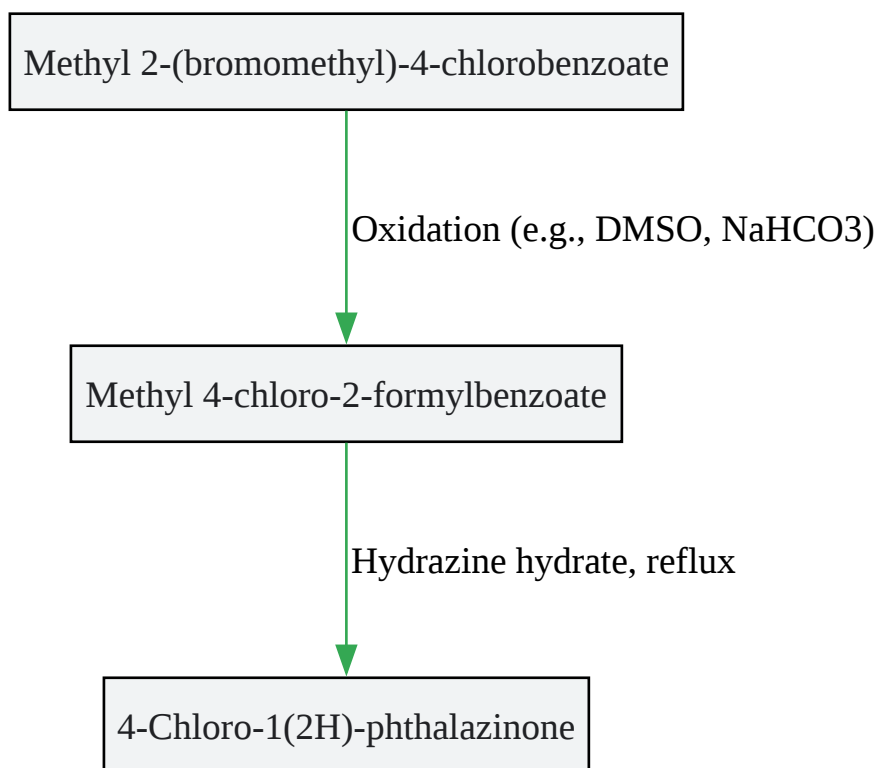 Methyl 2-(bromomethyl)-4-chlorobenzoate
Oxidation (e.g., DMSO, NaHCO3)
Methyl 4-chloro-2-formylbenzoate
Hydrazine hydrate, reflux
4-Chloro-1(2H)-phthalazinone